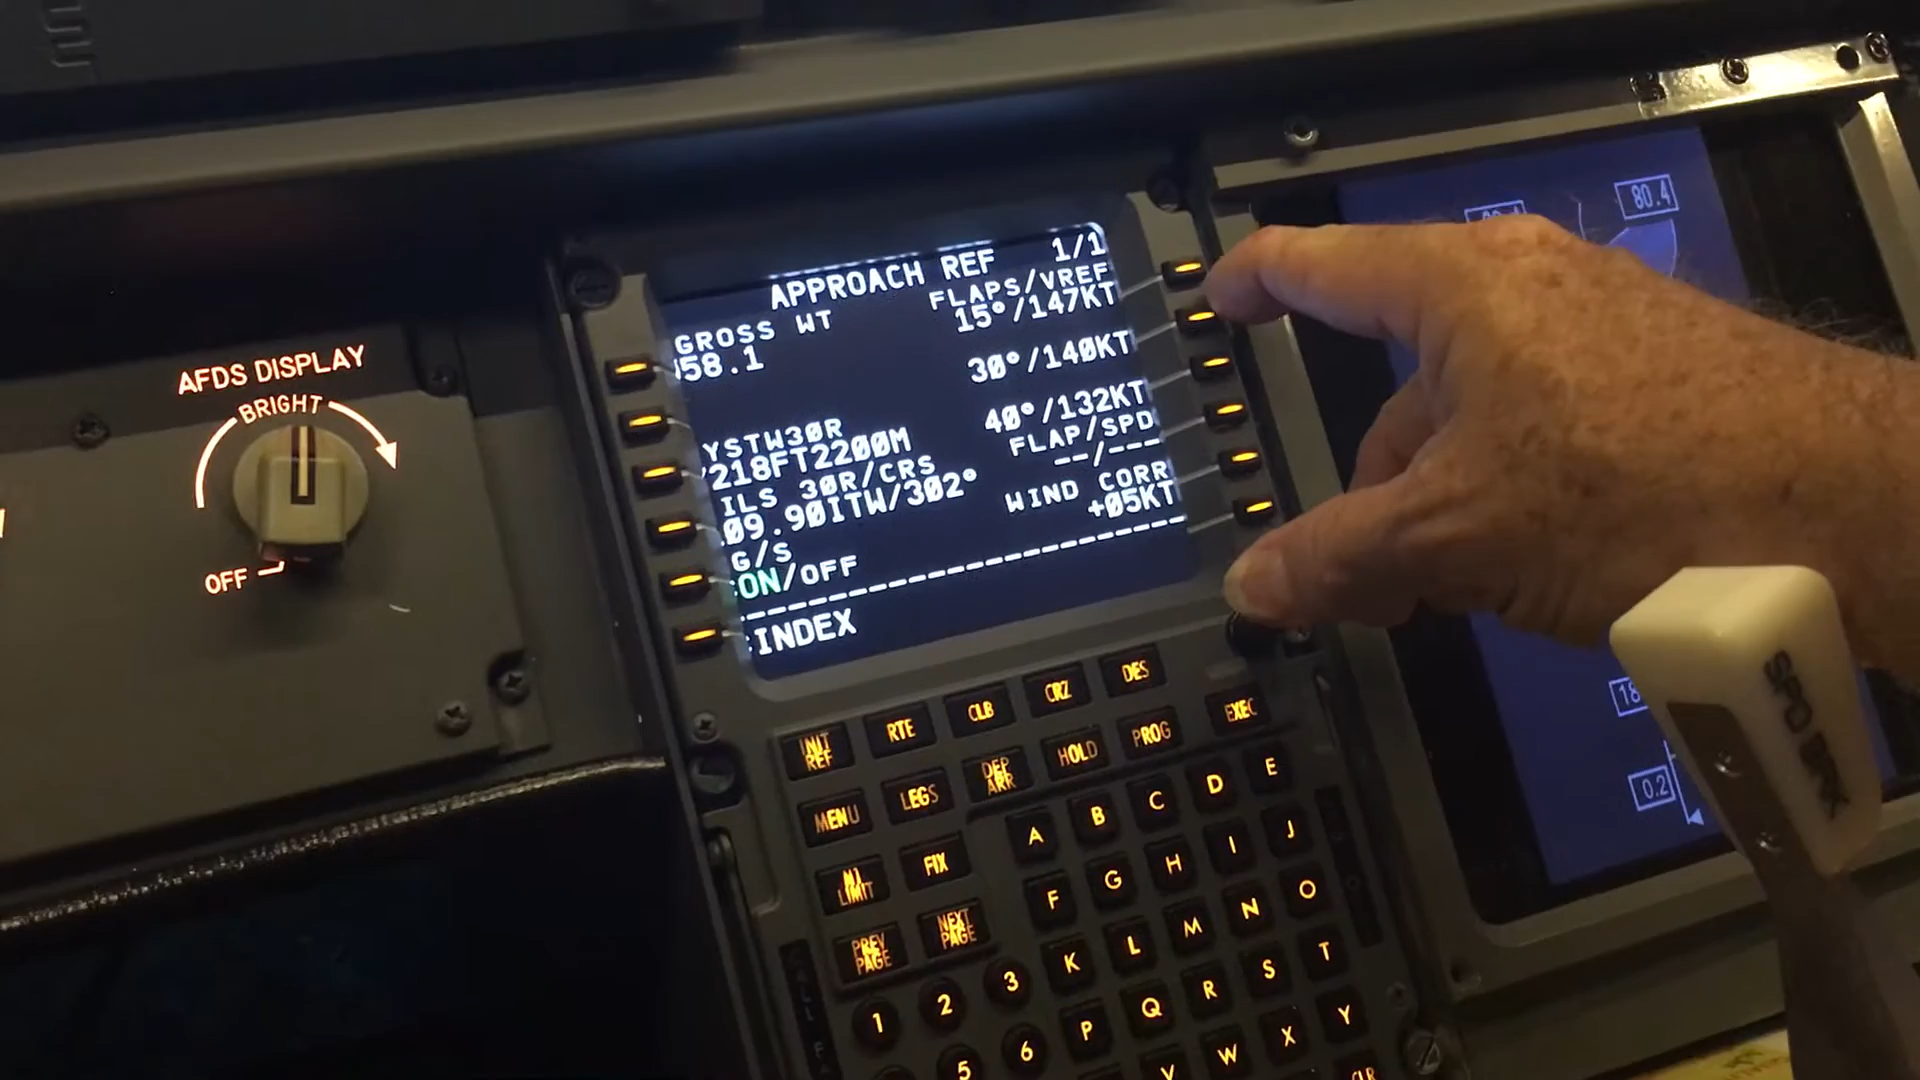 80.4
APPROACH REF 1/1
GROSS WT FLAPS/VREF
58.1 15°/147KT
30°/140KT
40°/132KT
YSTW30R FLAP/SPD
7218FT2200M --/---
ILS 30R/CRS WIND CORR
09.90ITW/302° +05KT
G/S
ON/OFF
INDEX
AFDS DISPLAY
BRIGHT
OFF
INIT REF RTE CLB CRZ DES
MENU LEGS DEP ARR HOLD PROG EXEC
N1 LIMIT FIX
PREV PAGE NEXT PAGE
A B C D E
F G H I J
K L M N O
P Q R S T
V W X Y
CLR
1 2 3
5 6
18
0.2
SPD BRK